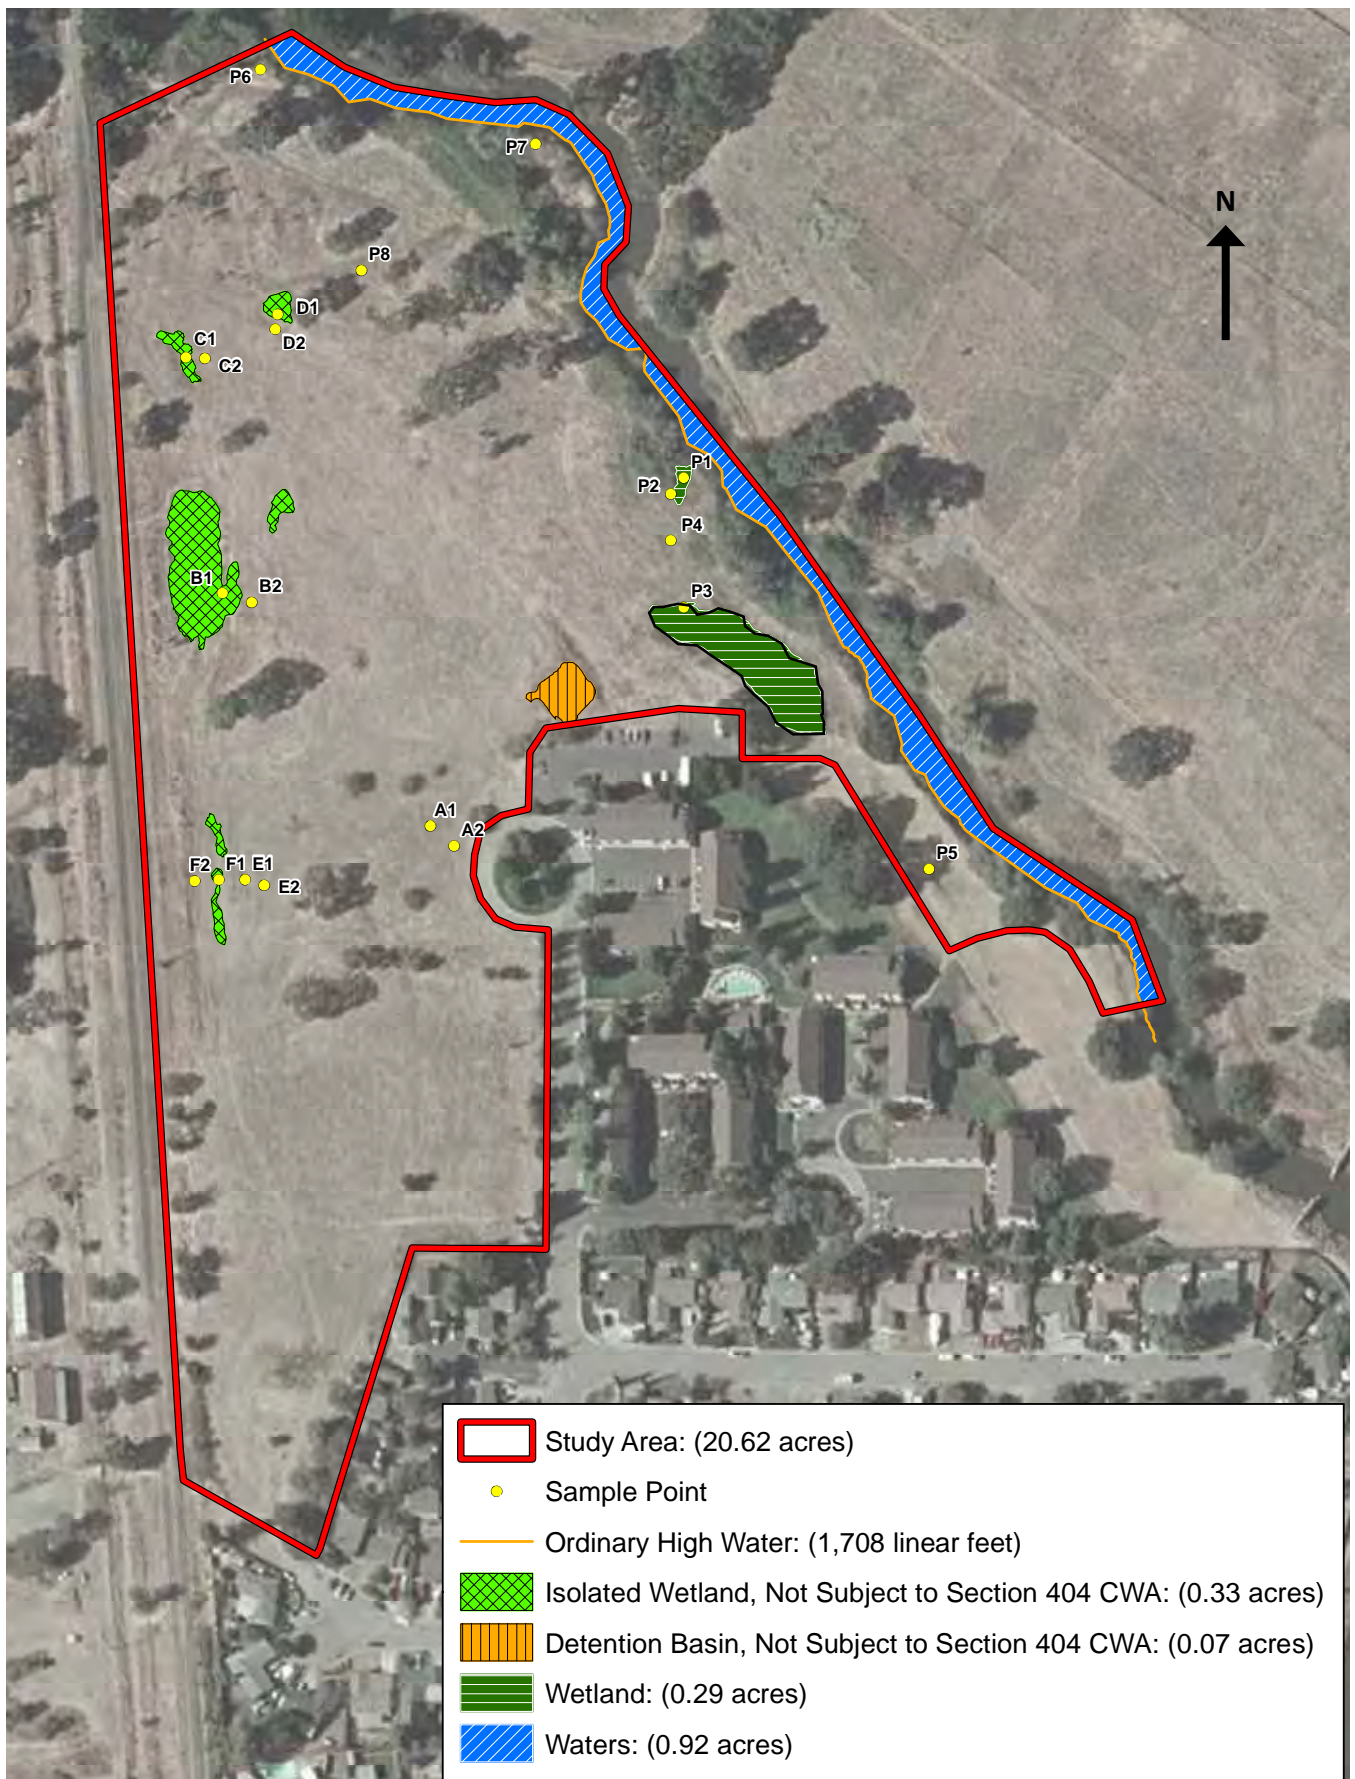 P6
P7
N
P8
D1
D2
C1
C2
P1
P2
P4
B1
B2
P3
A1
A2
F2
F1
E1
E2
P5
Study Area: (20.62 acres)
Sample Point
Ordinary High Water: (1,708 linear feet)
Isolated Wetland, Not Subject to Section 404 CWA: (0.33 acres)
Detention Basin, Not Subject to Section 404 CWA: (0.07 acres)
Wetland: (0.29 acres)
Waters: (0.92 acres)